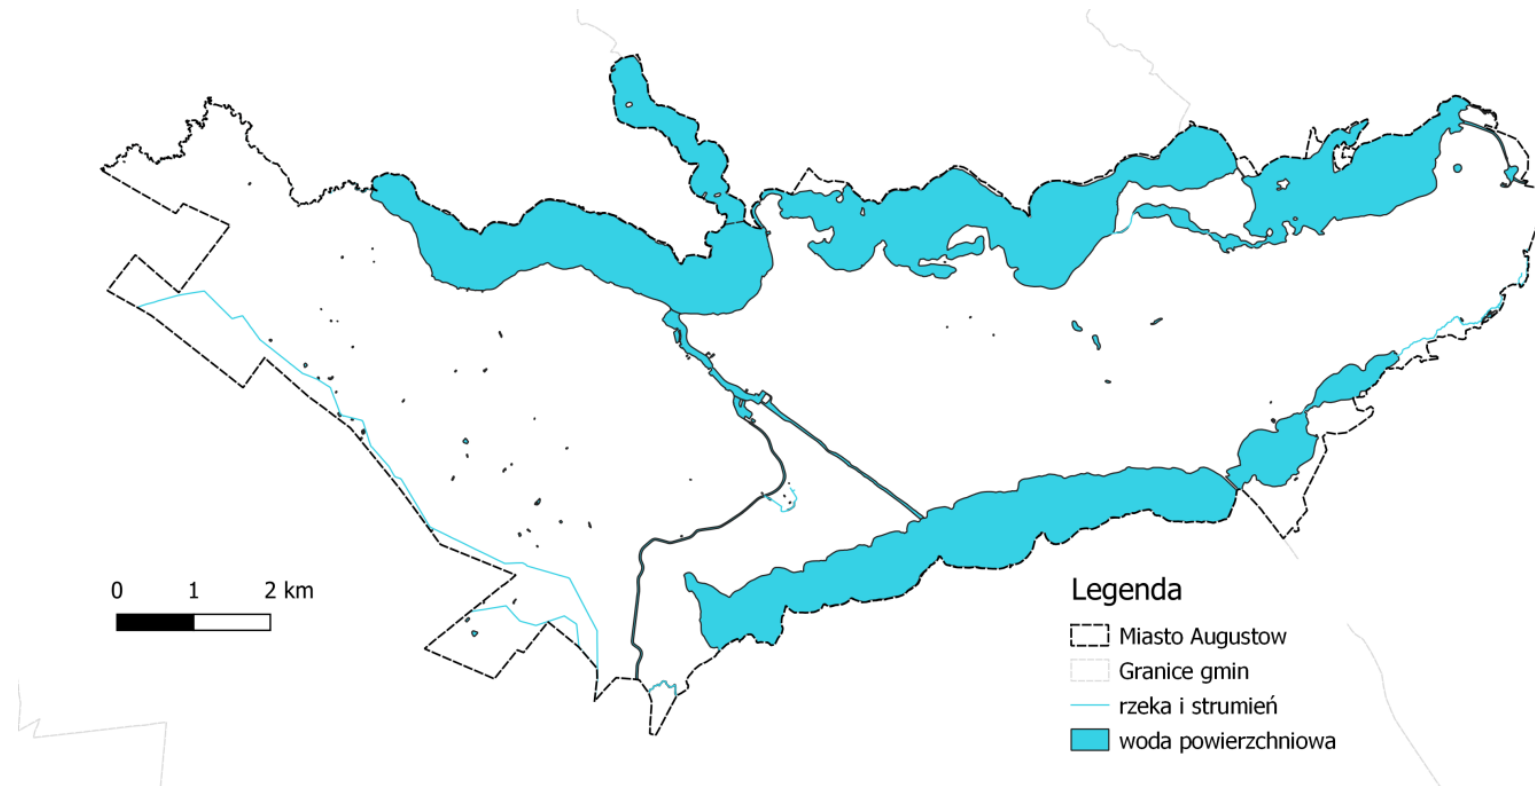 0 1 2 km
Legenda
Miasto Augustow
Granice gmin
rzeka i strumień
woda powierzchniowa